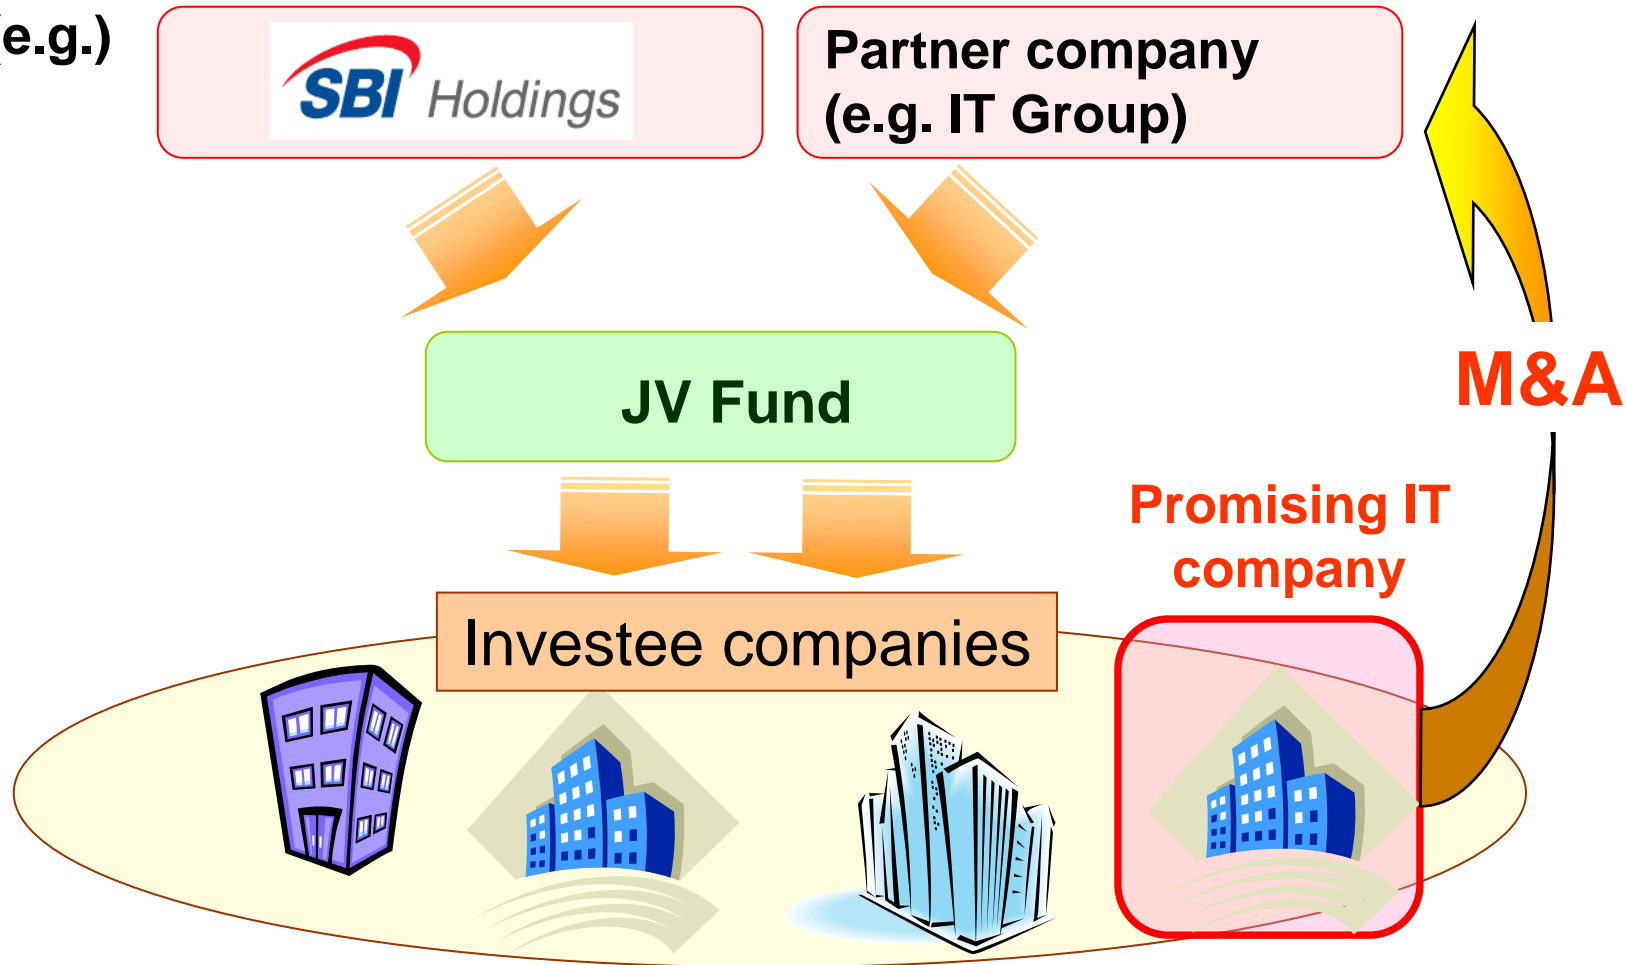 (e.g.)
SBI Holdings
Partner company
(e.g. IT Group)
JV Fund
M&A
Promising IT
company
Investee companies